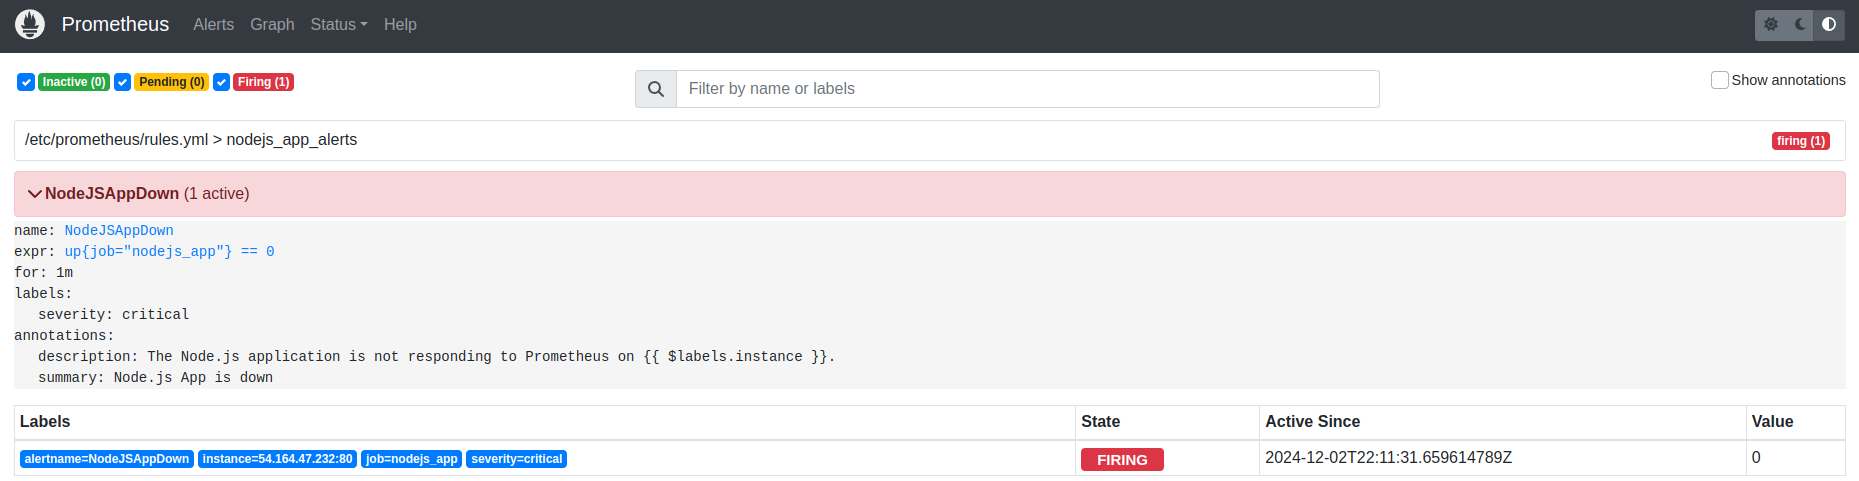 Prometheus Alerts Graph Status Help
Inactive (0) Pending (0) Firing (1) Filter by name or labels Show annotations
/etc/prometheus/rules.yml > nodejs_app_alerts firing (1)
NodeJSAppDown (1 active)
name: NodeJSAppDown
expr: up{job="nodejs_app"} == 0
for: 1m
labels:
severity: critical
annotations:
description: The Node.js application is not responding to Prometheus on {{ $labels.instance }}.
summary: Node.js App is down
Labels State Active Since Value
alertname=NodeJSAppDown instance=54.164.47.232:80 job=nodejs_app severity=critical FIRING 2024-12-02T22:11:31.659614789Z 0